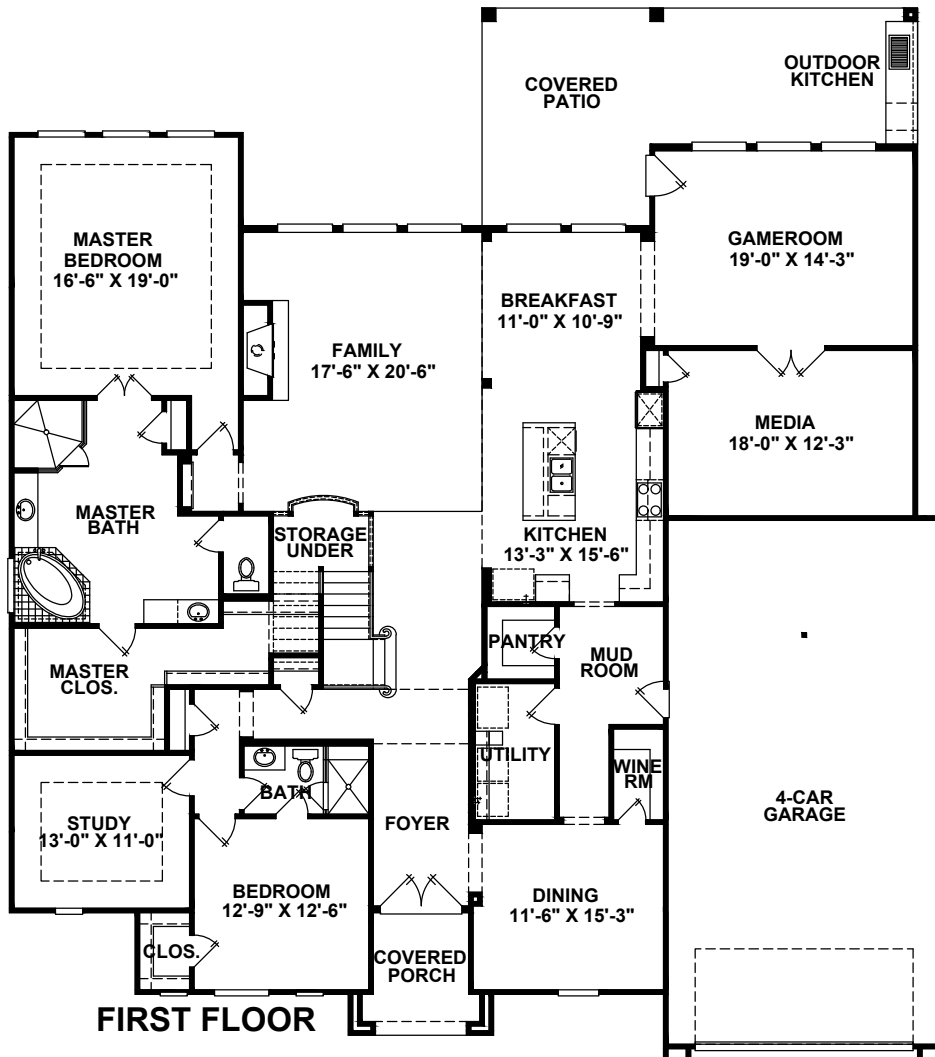 OUTDOOR
KITCHEN
COVERED
PATIO
MASTER
BEDROOM
16'-6" X 19'-0"
GAMEROOM
19'-0" X 14'-3"
BREAKFAST
11'-0" X 10'-9"
FAMILY
17'-6" X 20'-6"
MEDIA
18'-0" X 12'-3"
MASTER
BATH
STORAGE
UNDER
KITCHEN
13'-3" X 15'-6"
PANTRY
MUD
ROOM
MASTER
CLOS.
UTILITY
WINE
RM
BATH
4-CAR
GARAGE
STUDY
13'-0" X 11'-0"
FOYER
BEDROOM
12'-9" X 12'-6"
DINING
11'-6" X 15'-3"
CLOS.
COVERED
PORCH
FIRST FLOOR